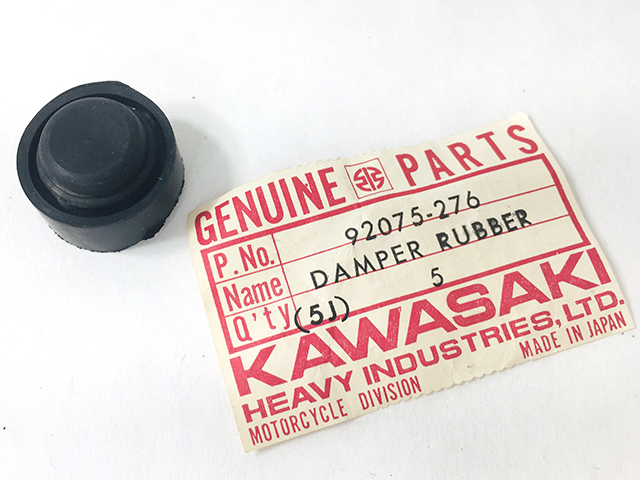 GENUINE PARTS
P. No. 92075-276
Name DAMPER RUBBER
Q'ty (5J) 5
KAWASAKI
HEAVY INDUSTRIES, LTD.
MOTORCYCLE DIVISION MADE IN JAPAN